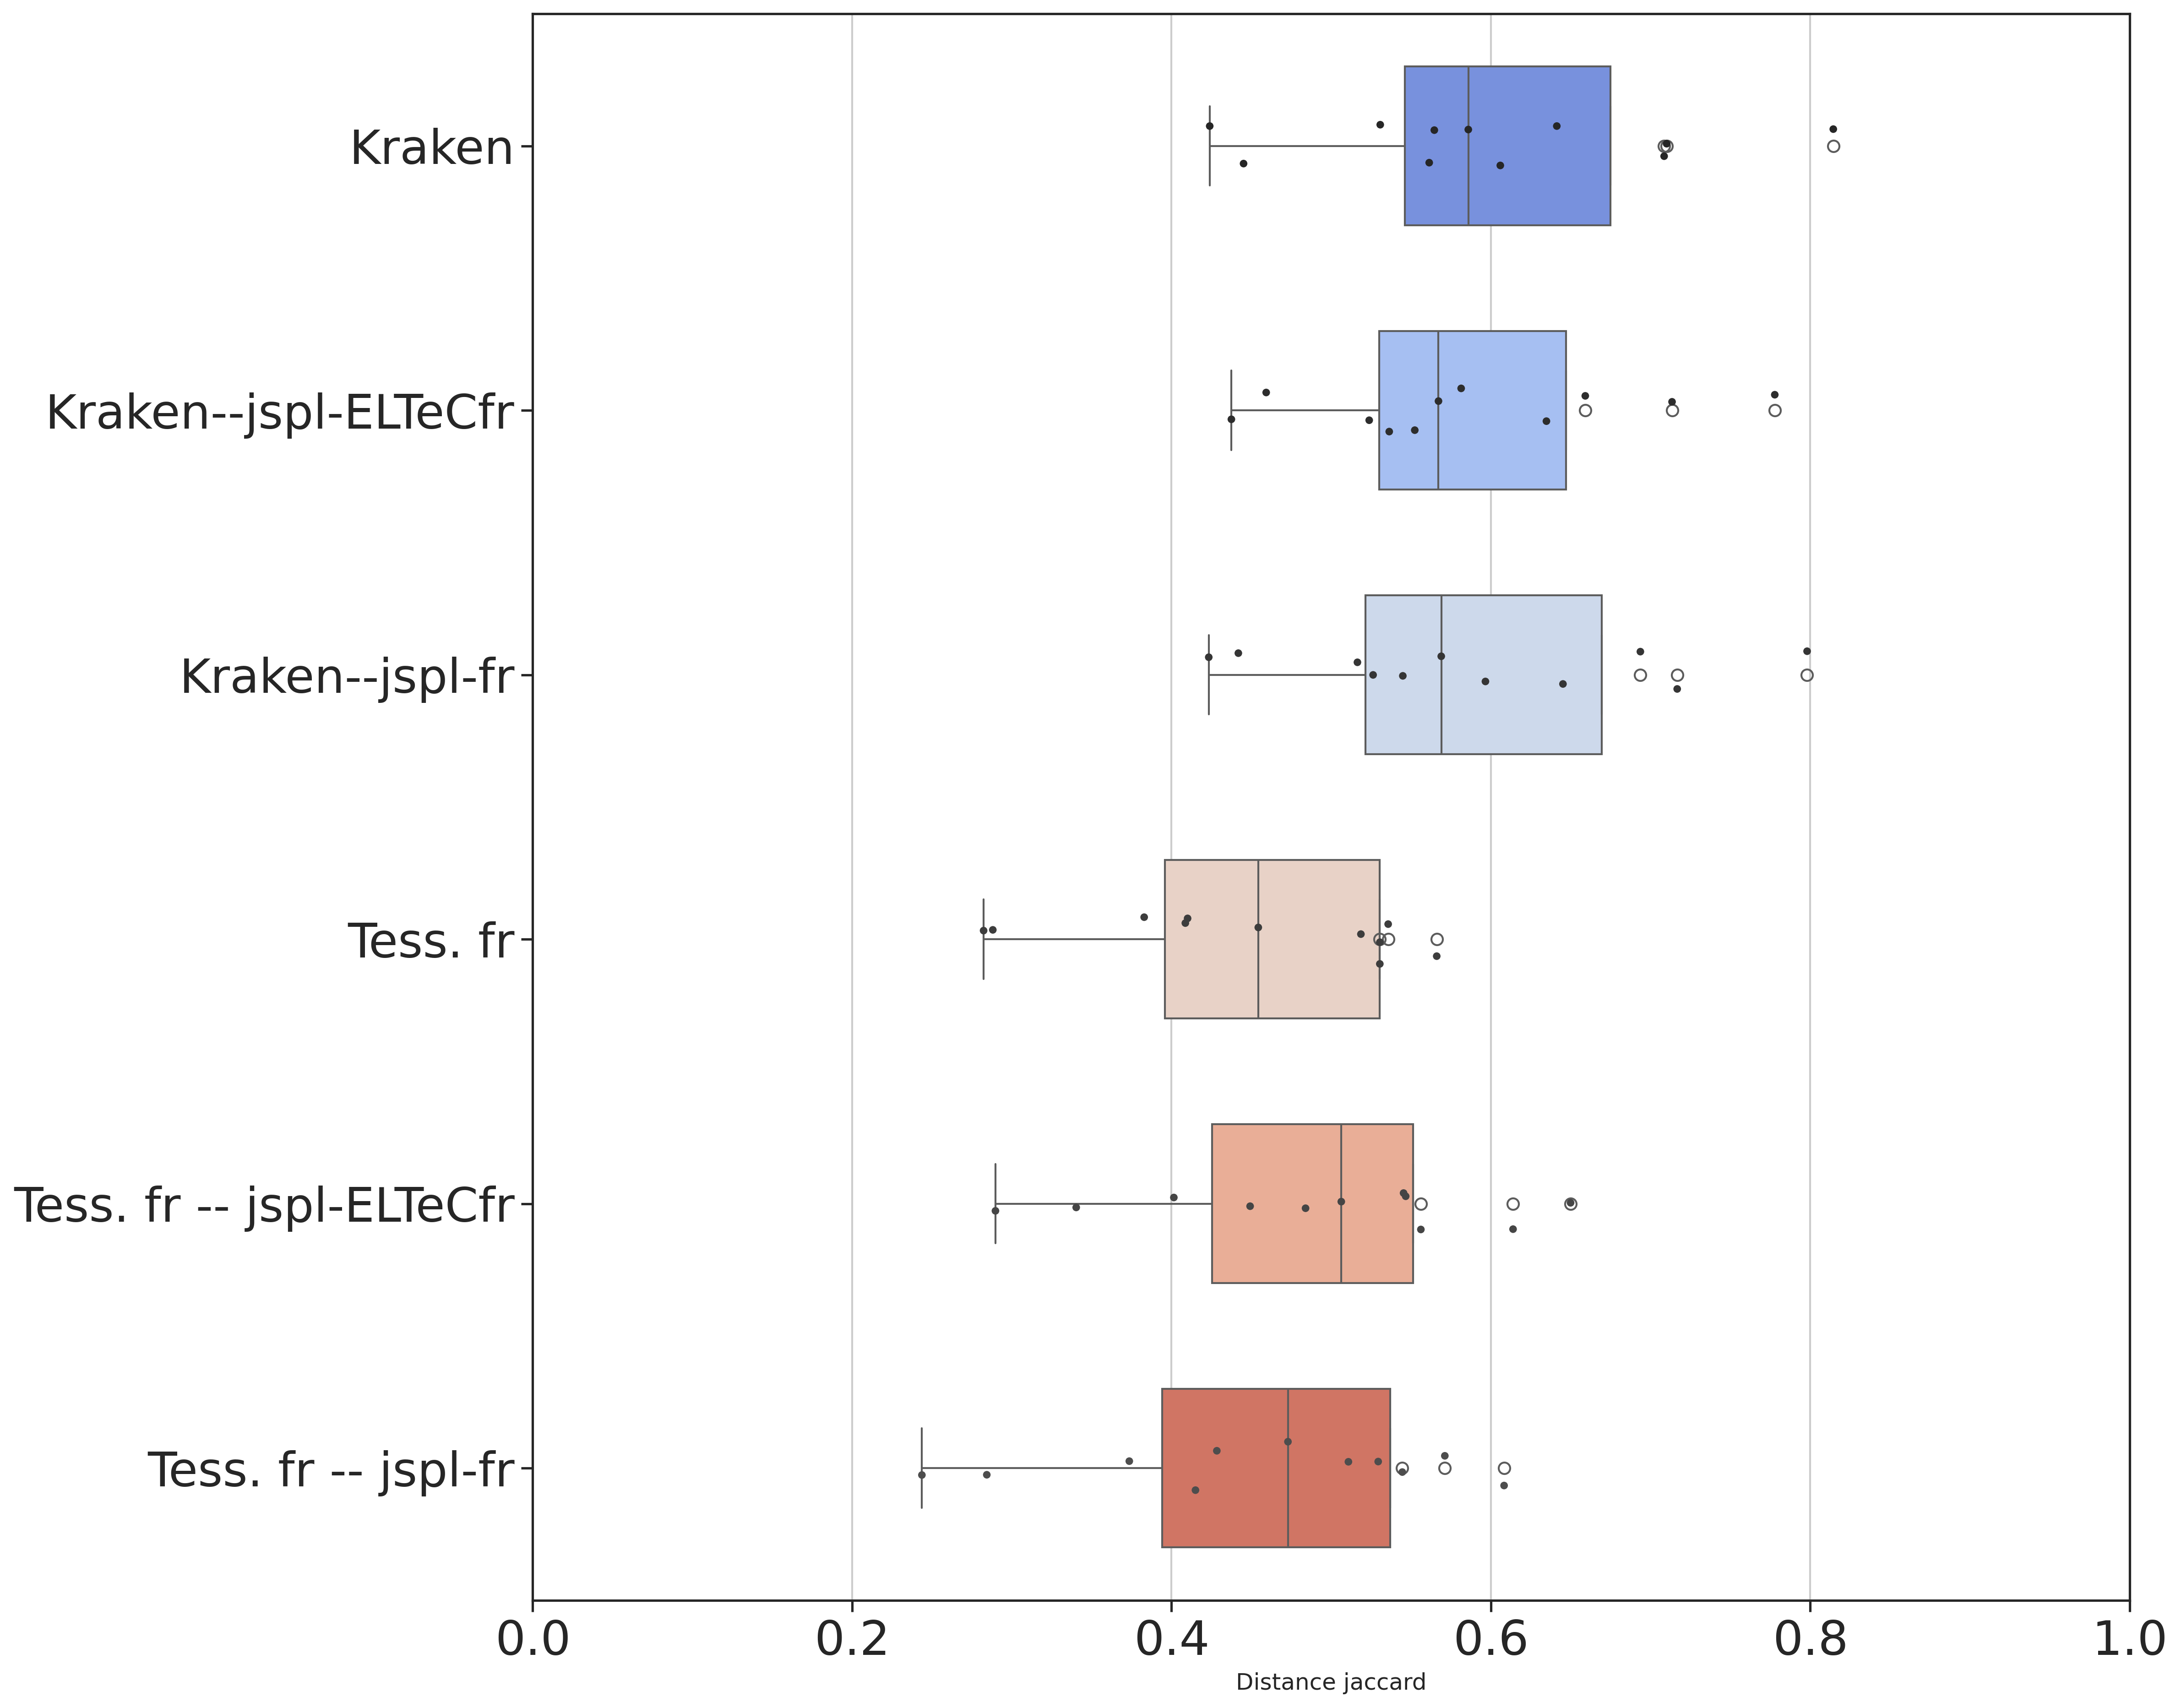 Kraken
Kraken--jspl-ELTeCfr
Kraken--jspl-fr
Tess. fr
Tess. fr -- jspl-ELTeCfr
Tess. fr -- jspl-fr
0.0 0.2 0.4 0.6 0.8 1.0
Distance jaccard